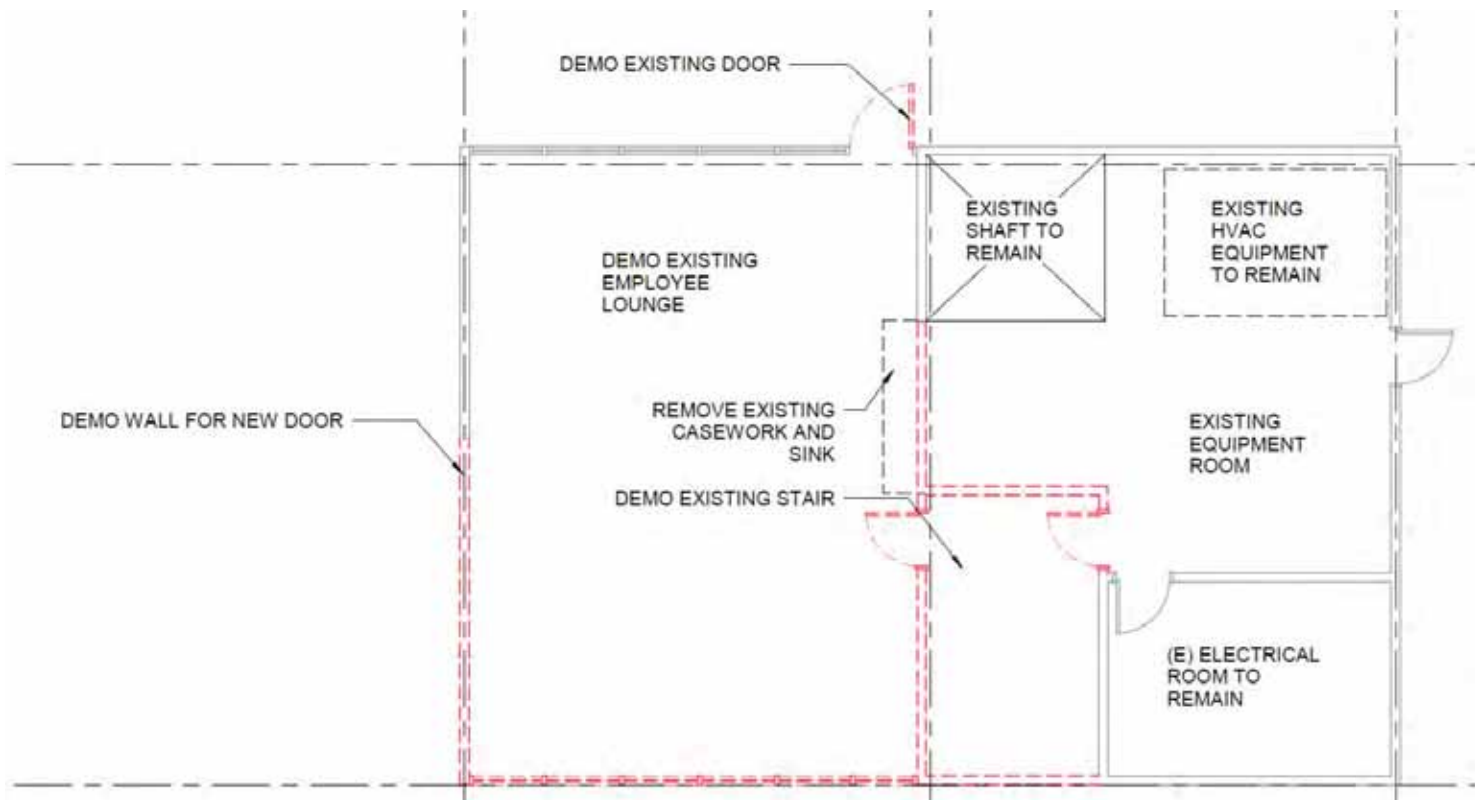 DEMO EXISTING DOOR
EXISTING
SHAFT TO
REMAIN
EXISTING
HVAC
EQUIPMENT
TO REMAIN
DEMO EXISTING
EMPLOYEE
LOUNGE
DEMO WALL FOR NEW DOOR
REMOVE EXISTING
CASEWORK AND
SINK
EXISTING
EQUIPMENT
ROOM
DEMO EXISTING STAIR
(E) ELECTRICAL
ROOM TO
REMAIN